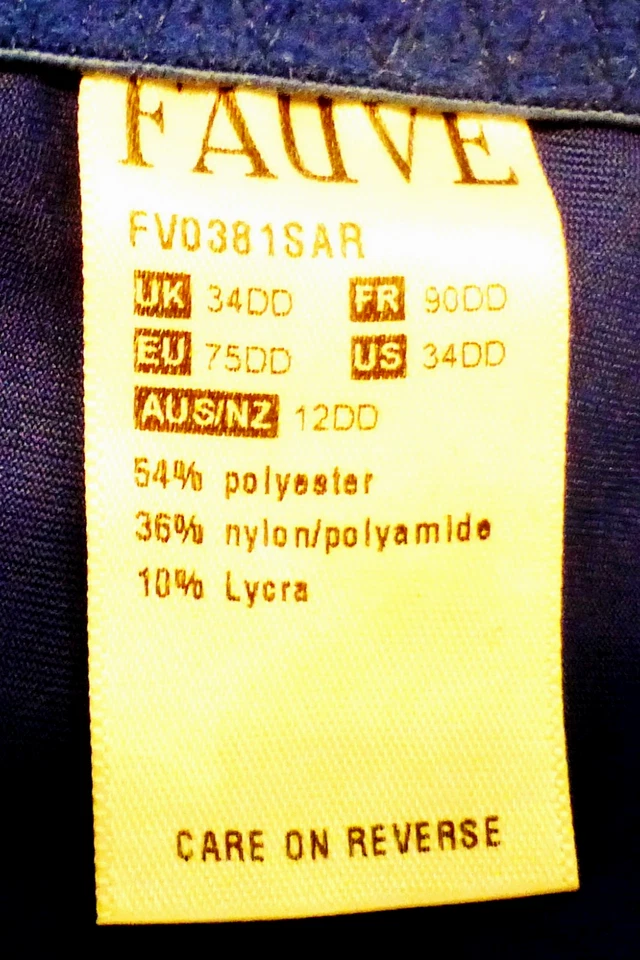 FAUVE
FV0381SAR
UK 34DD FR 90DD
EU 75DD US 34DD
AUS/NZ 12DD
54% polyester
36% nylon/polyamide
10% Lycra
CARE ON REVERSE